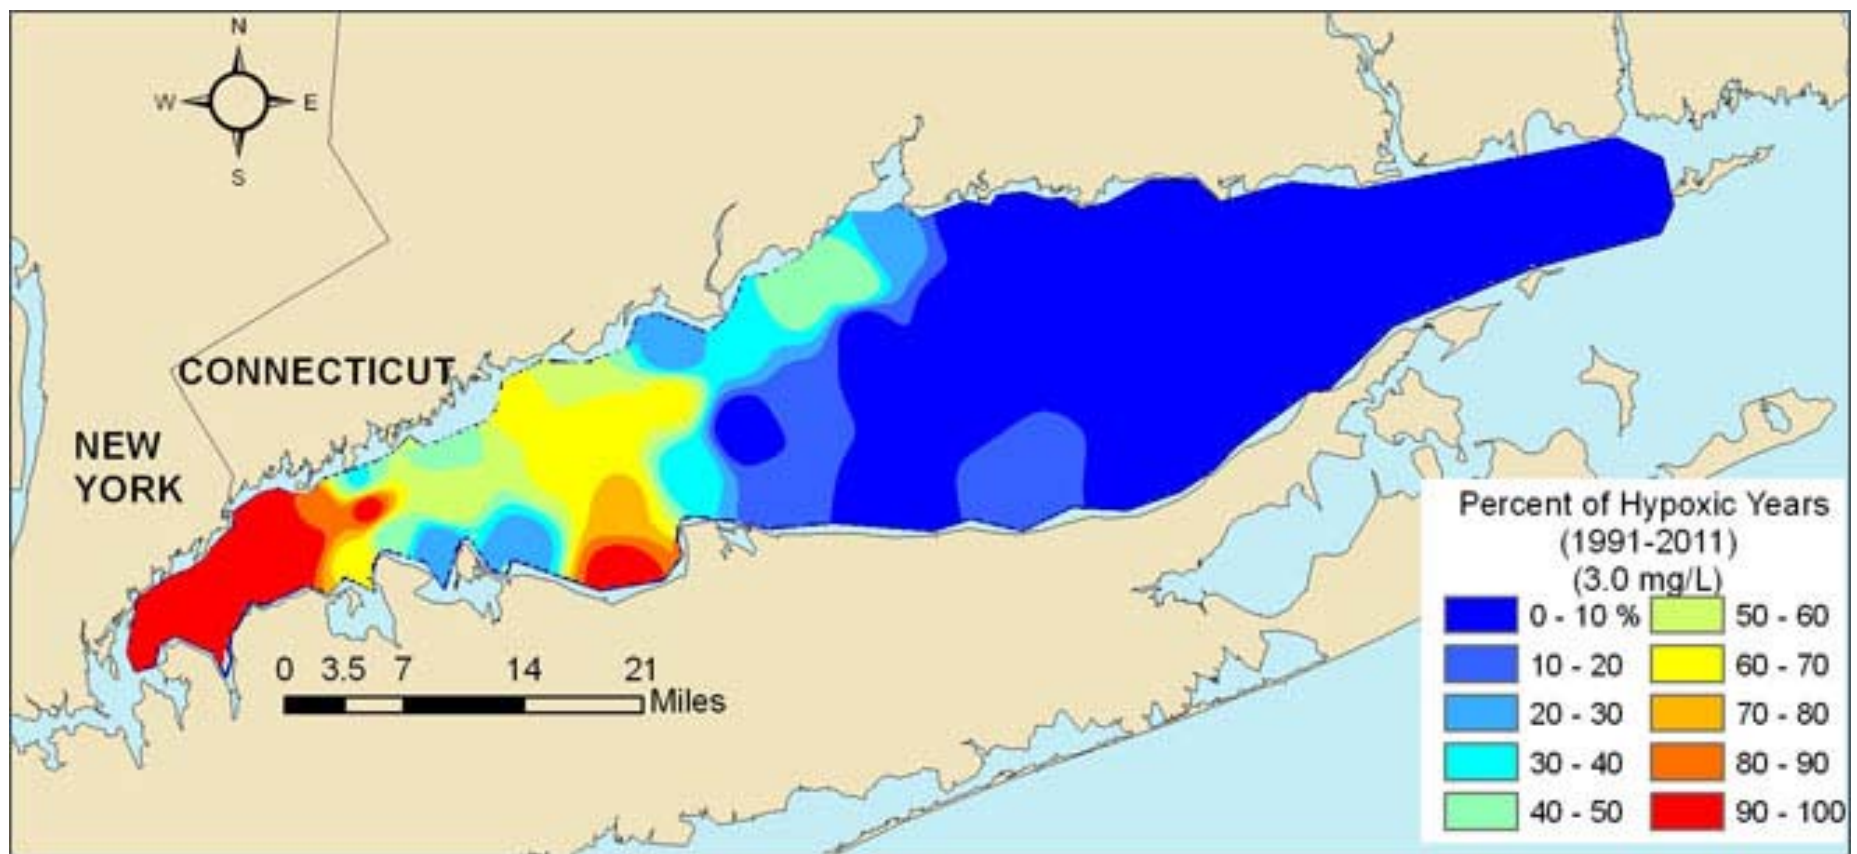 N
W E
S
CONNECTICUT
NEW
YORK
0 3.5 7 14 21
Miles
Percent of Hypoxic Years
(1991-2011)
(3.0 mg/L)
0 - 10 % 50 - 60
10 - 20 60 - 70
20 - 30 70 - 80
30 - 40 80 - 90
40 - 50 90 - 100